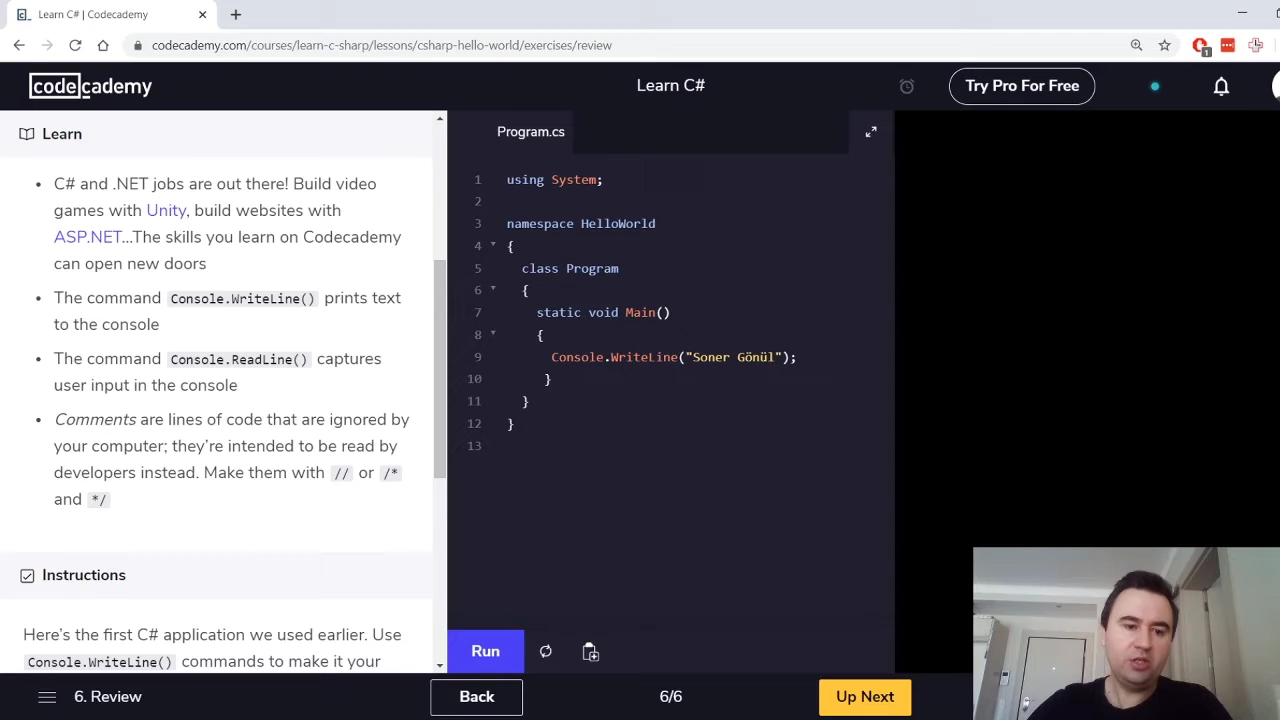 Learn C# | Codecademy
codecademy.com/courses/learn-c-sharp/lessons/csharp-hello-world/exercises/review
1
codecademy
Learn C#
Try Pro For Free
Learn
• C# and .NET jobs are out there! Build video
games with Unity, build websites with
ASP.NET...The skills you learn on Codecademy
can open new doors
• The command Console.WriteLine() prints text
to the console
• The command Console.ReadLine() captures
user input in the console
• Comments are lines of code that are ignored by
your computer; they're intended to be read by
developers instead. Make them with // or /*
and */
Instructions
Here's the first C# application we used earlier. Use
Console.WriteLine() commands to make it your
Program.cs
1 using System;
2
3 namespace HelloWorld
4 {
5 class Program
6 {
7 static void Main()
8 {
9 Console.WriteLine("Soner Gönül");
10 }
11 }
12 }
13
Run
6. Review
Back
6/6
Up Next